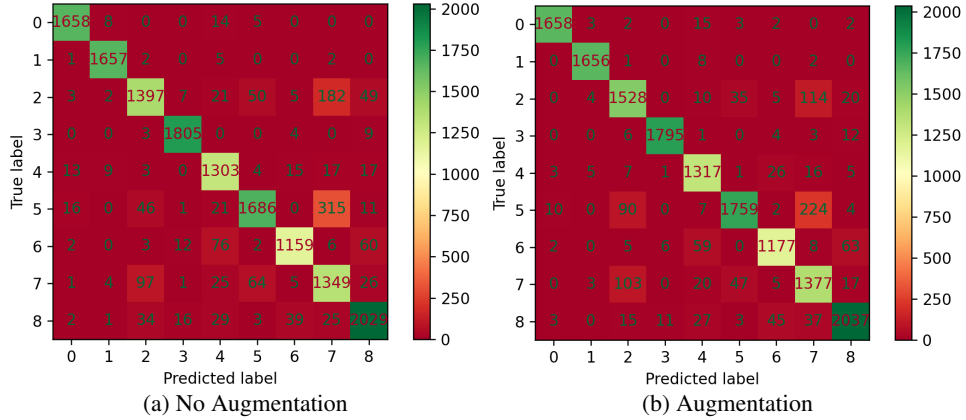 0 1658 3 2 0 14 5 0 8 0
1 1 1657 2 0 5 0 0 2 0
2 3 2 1397 7 21 50 5 182 49
3 0 0 3 1805 0 0 4 0 9
4 13 9 3 0 1303 4 15 17 17
5 16 0 46 1 21 1686 0 315 11
6 2 0 3 12 76 2 1159 6 60
7 1 4 97 1 25 64 5 1349 26
8 2 1 34 16 29 3 39 25 2029
0 1 2 3 4 5 6 7 8
True label
Predicted label
2000
1750
1500
1250
1000
750
500
250
0
(a) No Augmentation
0 1658 3 2 0 15 3 2 0 2
1 0 1656 1 0 8 0 0 2 0
2 0 4 1528 0 10 35 5 114 20
3 0 0 6 1795 1 0 4 3 12
4 3 5 7 1 1317 1 26 16 5
5 10 0 90 0 7 1759 2 224 4
6 2 0 5 6 59 0 1177 8 63
7 0 3 103 0 20 47 5 1377 17
8 3 0 15 11 27 3 45 37 2037
0 1 2 3 4 5 6 7 8
True label
Predicted label
2000
1750
1500
1250
1000
750
500
250
0
(b) Augmentation